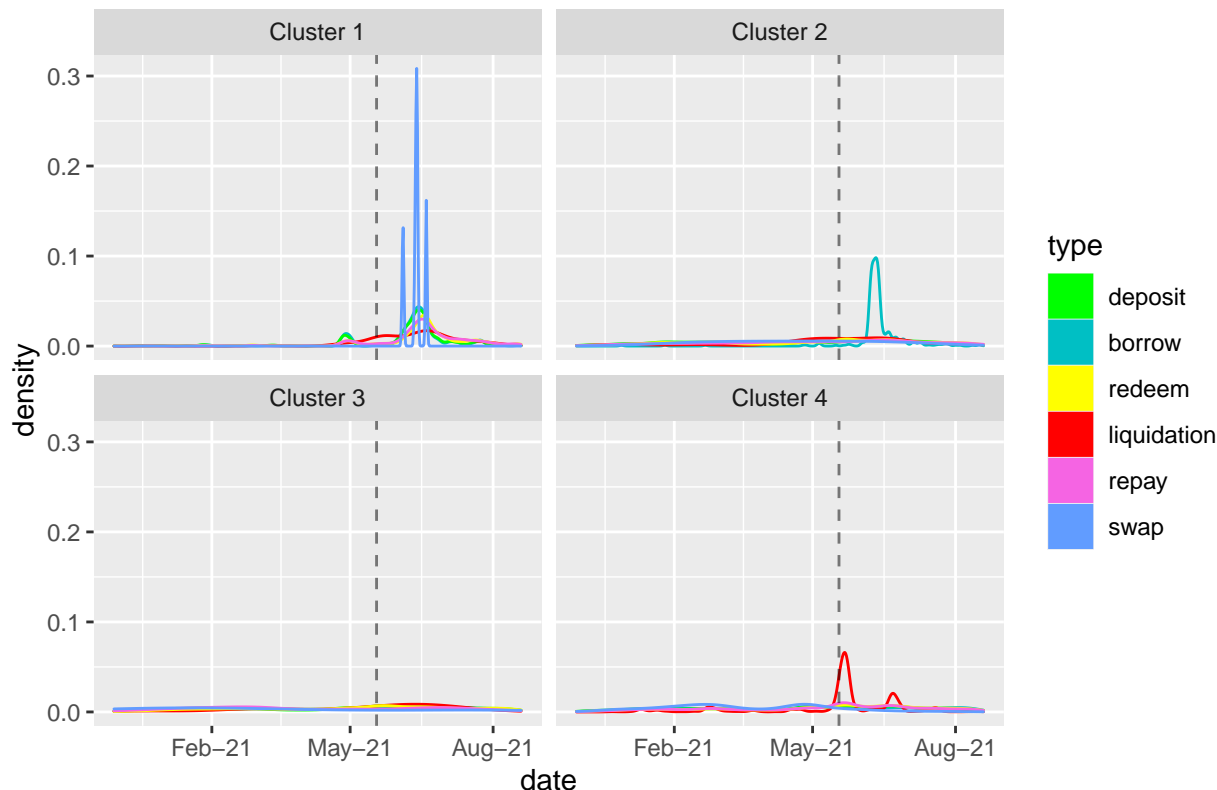 Cluster 1
Cluster 2
0.3
0.2
0.1
0.0
Cluster 3
Cluster 4
0.3
0.2
0.1
0.0
Feb–21
May–21
Aug–21
Feb–21
May–21
Aug–21
density
date
type
deposit
borrow
redeem
liquidation
repay
swap